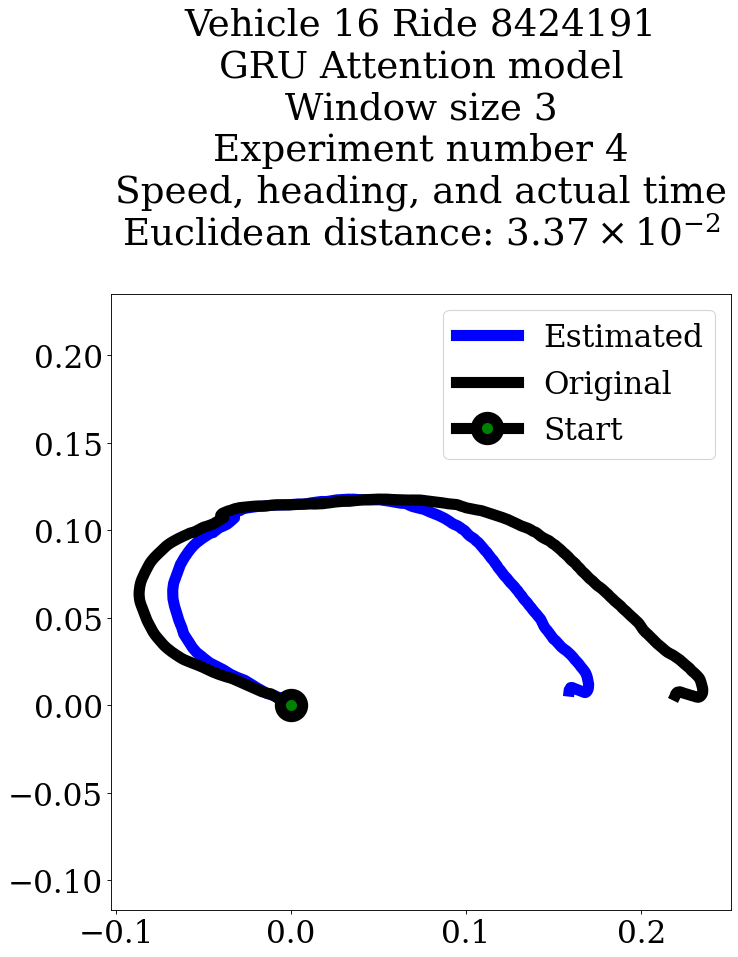 Vehicle 16 Ride 8424191
GRU Attention model
Window size 3
Experiment number 4
Speed, heading, and actual time
Euclidean distance: 3.37 × 10⁻²
Estimated
Original
Start
0.20
0.15
0.10
0.05
0.00
−0.05
−0.10
−0.1 0.0 0.1 0.2